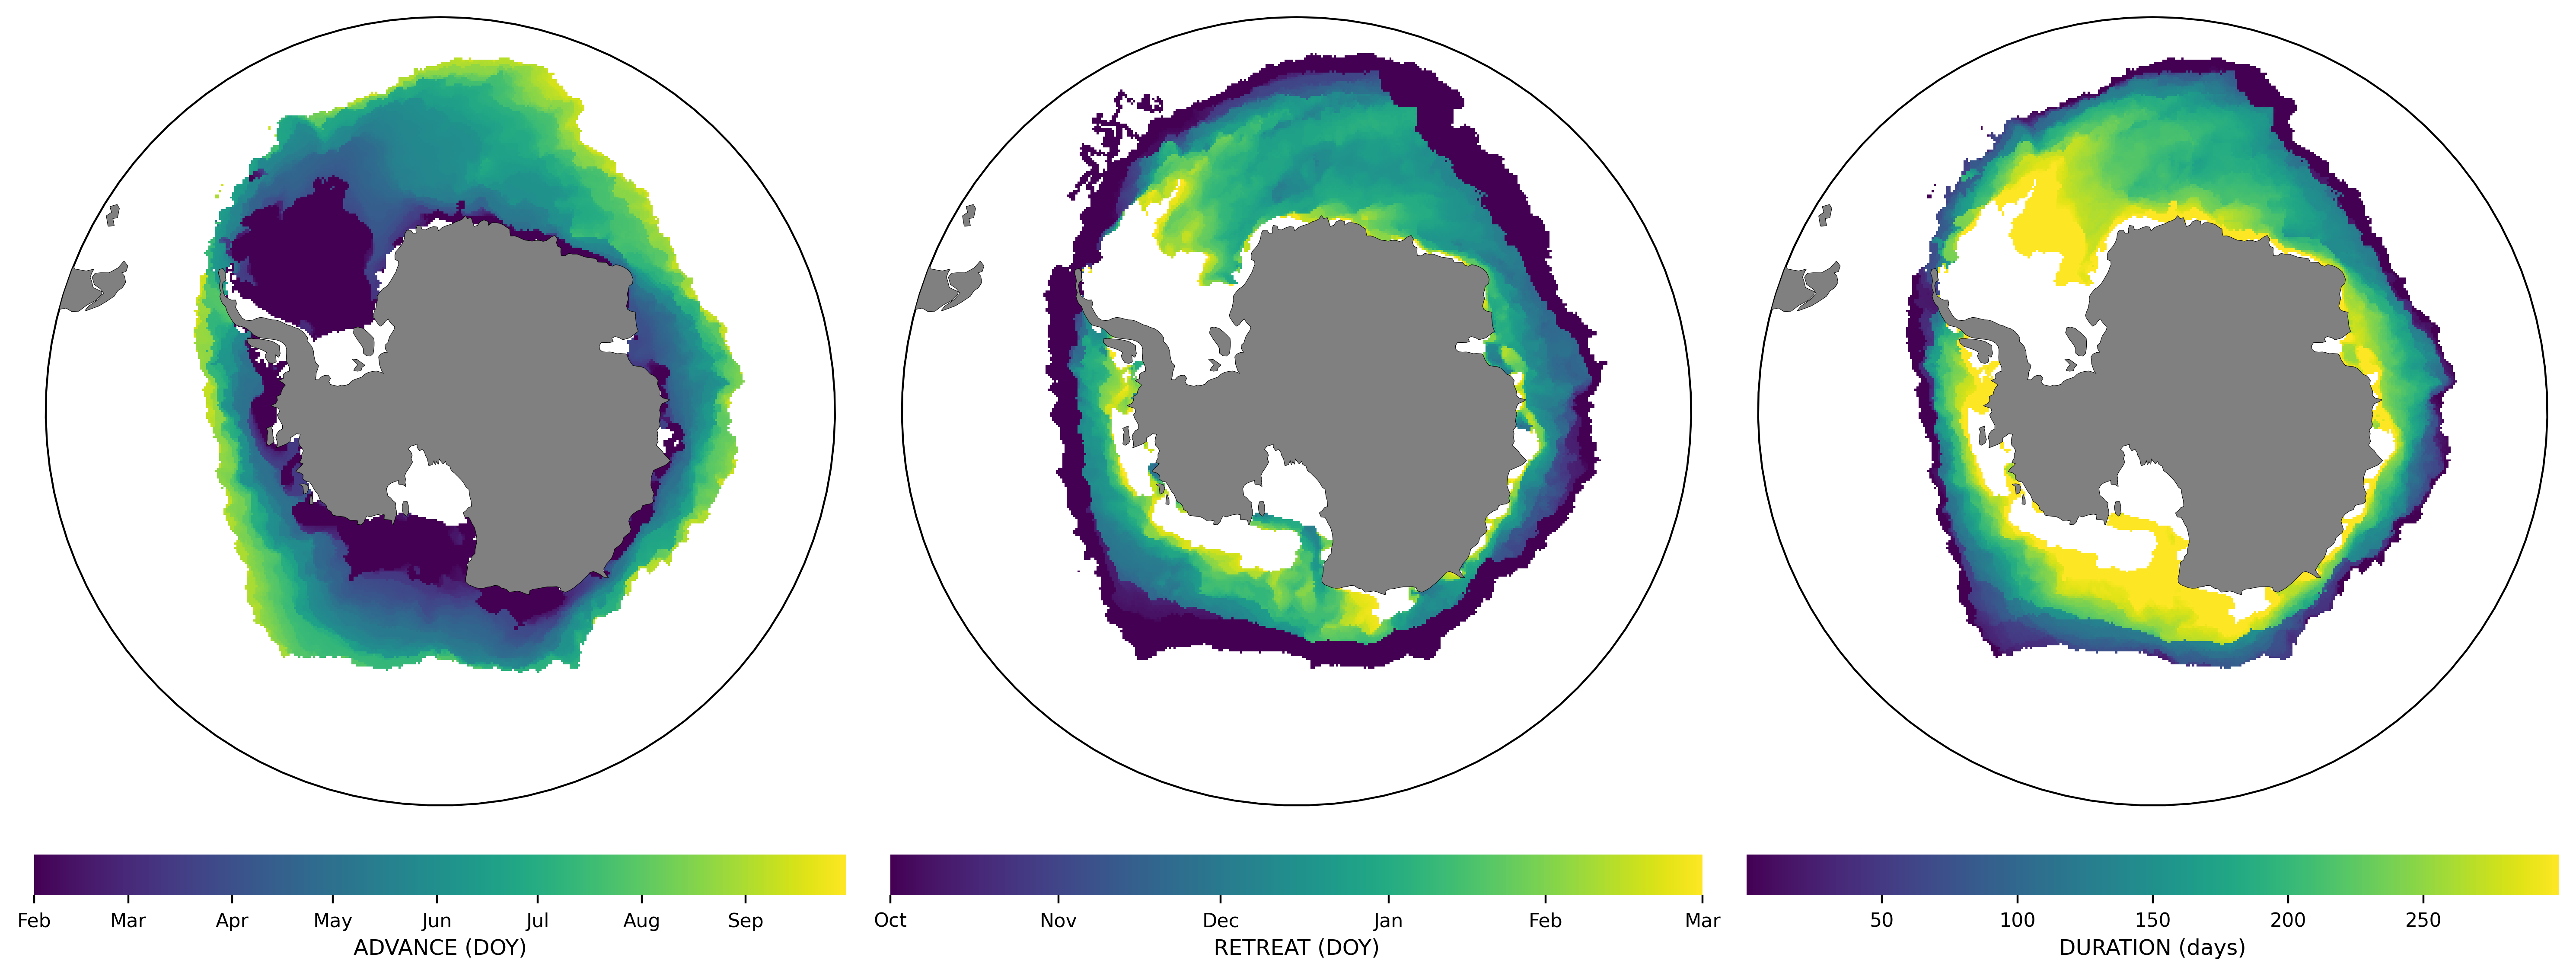 Feb Mar Apr May Jun Jul Aug Sep
ADVANCE (DOY)
Oct Nov Dec Jan Feb Mar
RETREAT (DOY)
50 100 150 200 250
DURATION (days)